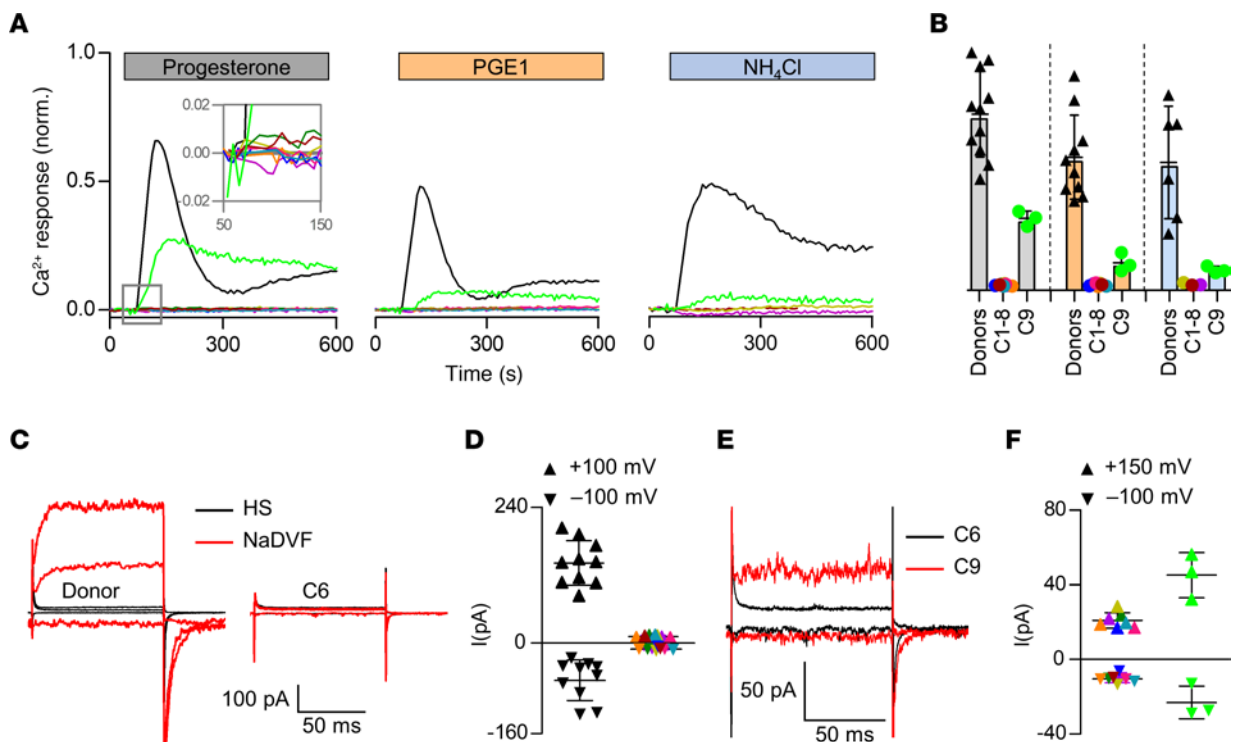 A
B
Progesterone
PGE1
NH₄Cl
Ca²⁺ response (norm.)
1.0
0.5
0.0
0.02
0.00
-0.02
50
150
0
300
600
0
300
600
0
300
600
Time (s)
Donors
C1-8
C9
Donors
C1-8
C9
Donors
C1-8
C9
C
D
E
F
HS
NaDVF
Donor
C6
100 pA
50 ms
+100 mV
–100 mV
240
I(pA)
0
-160
C6
C9
50 pA
50 ms
+150 mV
–100 mV
80
40
I(pA)
0
-40